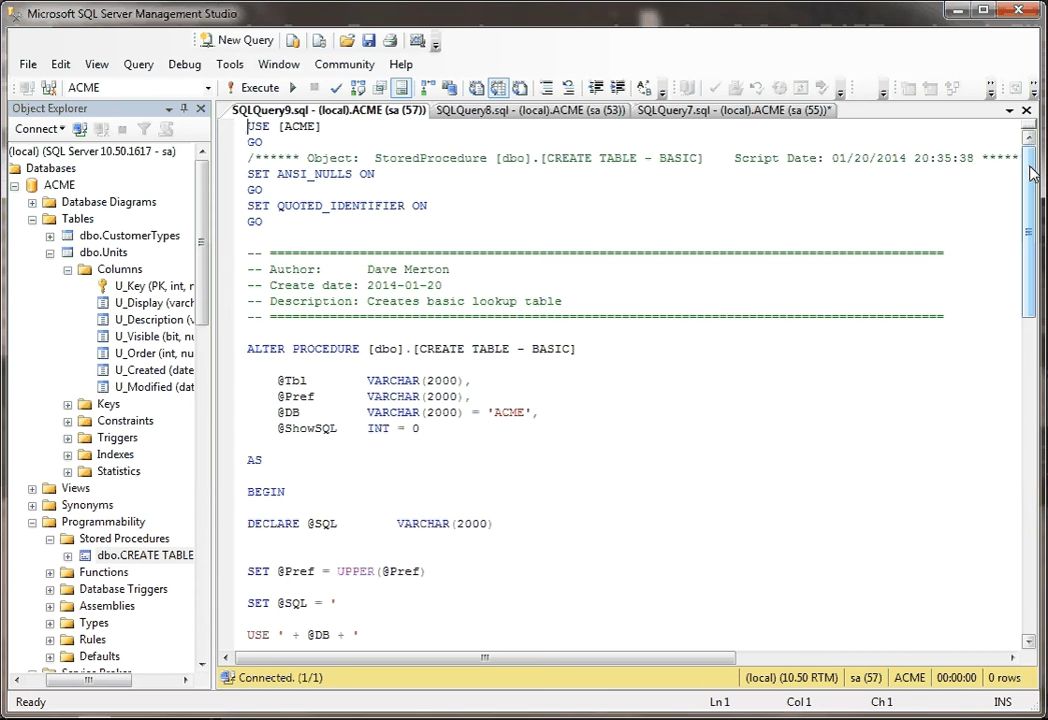 Microsoft SQL Server Management Studio
New Query
File Edit View Query Debug Tools Window Community Help
ACME Execute
Object Explorer
SQLQuery9.sql - (local).ACME (sa (57)) SQLQuery8.sql - (local).ACME (sa (53)) SQLQuery7.sql - (local).ACME (sa (55))*
Connect
(local) (SQL Server 10.50.1617 - sa)
Databases
ACME
Database Diagrams
Tables
dbo.CustomerTypes
dbo.Units
Columns
U_Key (PK, int, n
U_Display (varch
U_Description (v
U_Visible (bit, nu
U_Order (int, nu
U_Created (date
U_Modified (dat
Keys
Constraints
Triggers
Indexes
Statistics
Views
Synonyms
Programmability
Stored Procedures
dbo.CREATE TABLE
Functions
Database Triggers
Assemblies
Types
Rules
Defaults
USE [ACME]
GO
/****** Object:  StoredProcedure [dbo].[CREATE TABLE - BASIC]    Script Date: 01/20/2014 20:35:38 *****
SET ANSI_NULLS ON
GO
SET QUOTED_IDENTIFIER ON
GO
-- ==========================================================================================
-- Author:      Dave Merton
-- Create date: 2014-01-20
-- Description: Creates basic lookup table
-- ==========================================================================================
ALTER PROCEDURE [dbo].[CREATE TABLE - BASIC]
@Tbl        VARCHAR(2000),
@Pref       VARCHAR(2000),
@DB         VARCHAR(2000) = 'ACME',
@ShowSQL    INT = 0
AS
BEGIN
DECLARE @SQL        VARCHAR(2000)
SET @Pref = UPPER(@Pref)
SET @SQL = '
USE ' + @DB + '
Connected. (1/1) (local) (10.50 RTM) sa (57) ACME 00:00:00 0 rows
Ready Ln 1 Col 1 Ch 1 INS